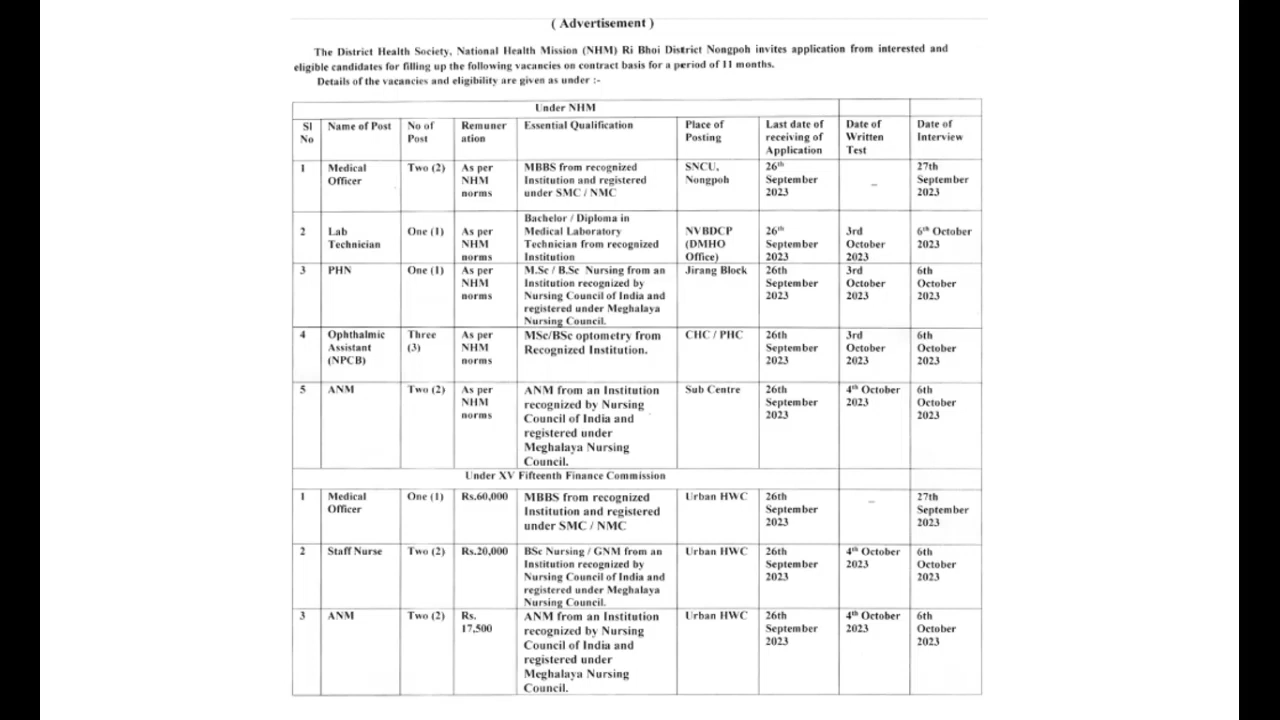 ( Advertisement )
The District Health Society, National Health Mission (NHM) Ri Bhoi District Nongpoh invites application from interested and
eligible candidates for filling up the following vacancies on contract basis for a period of 11 months.
Details of the vacancies and eligibility are given as under :-
Under NHM
Sl No Name of Post No of Post Remuneration Essential Qualification Place of Posting Last date of receiving of Application Date of Written Test Date of Interview
1 Medical Officer Two (2) As per NHM norms MBBS from recognized Institution and registered under SMC / NMC SNCU, Nongpoh 26th September 2023 – 27th September 2023
2 Lab Technician One (1) As per NHM norms Bachelor / Diploma in Medical Laboratory Technician from recognized Institution NVBDCP (DMHO Office) 26th September 2023 3rd October 2023 6th October 2023
3 PHN One (1) As per NHM norms M.Sc / B.Sc Nursing from an Institution recognized by Nursing Council of India and registered under Meghalaya Nursing Council. Jirang Block 26th September 2023 3rd October 2023 6th October 2023
4 Ophthalmic Assistant (NPCB) Three (3) As per NHM norms MSc/BSc optometry from Recognized Institution. CHC / PHC 26th September 2023 3rd October 2023 6th October 2023
5 ANM Two (2) As per NHM norms ANM from an Institution recognized by Nursing Council of India and registered under Meghalaya Nursing Council. Sub Centre 26th September 2023 4th October 2023 6th October 2023
Under XV Fifteenth Finance Commission
1 Medical Officer One (1) Rs.60,000 MBBS from recognized Institution and registered under SMC / NMC Urban HWC 26th September 2023 – 27th September 2023
2 Staff Nurse Two (2) Rs.20,000 BSc Nursing / GNM from an Institution recognized by Nursing Council of India and registered under Meghalaya Nursing Council. Urban HWC 26th September 2023 4th October 2023 6th October 2023
3 ANM Two (2) Rs. 17,500 ANM from an Institution recognized by Nursing Council of India and registered under Meghalaya Nursing Council. Urban HWC 26th September 2023 4th October 2023 6th October 2023